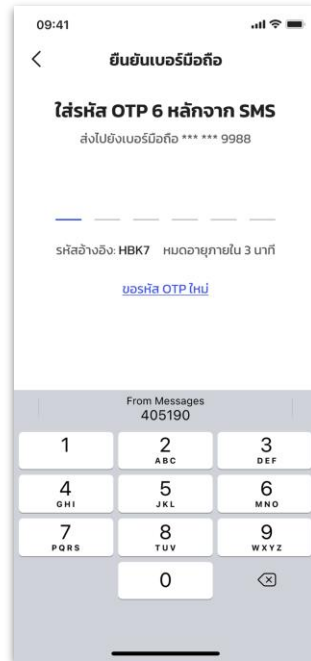 09:41
ยืนยันเบอร์มือถือ
ใส่รหัส OTP 6 หลักจาก SMS
ส่งไปยังเบอร์มือถือ *** *** 9988
รหัสอ้างอิง: HBK7 หมดอายุภายใน 3 นาที
ขอรหัส OTP ใหม่
From Messages
405190
1 2 3
ABC DEF
4 5 6
GHI JKL MNO
7 8 9
PQRS TUV WXYZ
0